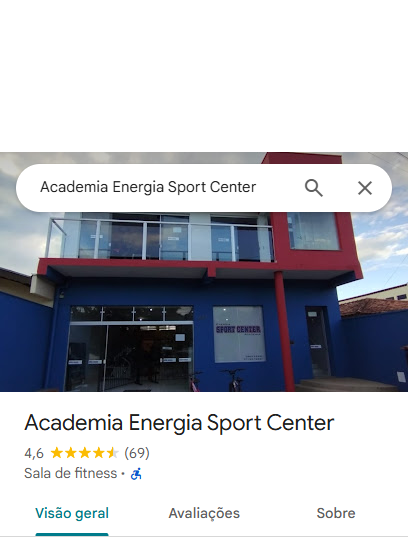 Academia Energia Sport Center
SPORT CENTER
Academia Energia Sport Center
4,6 (69)
Sala de fitness ·
Visão geral Avaliações Sobre